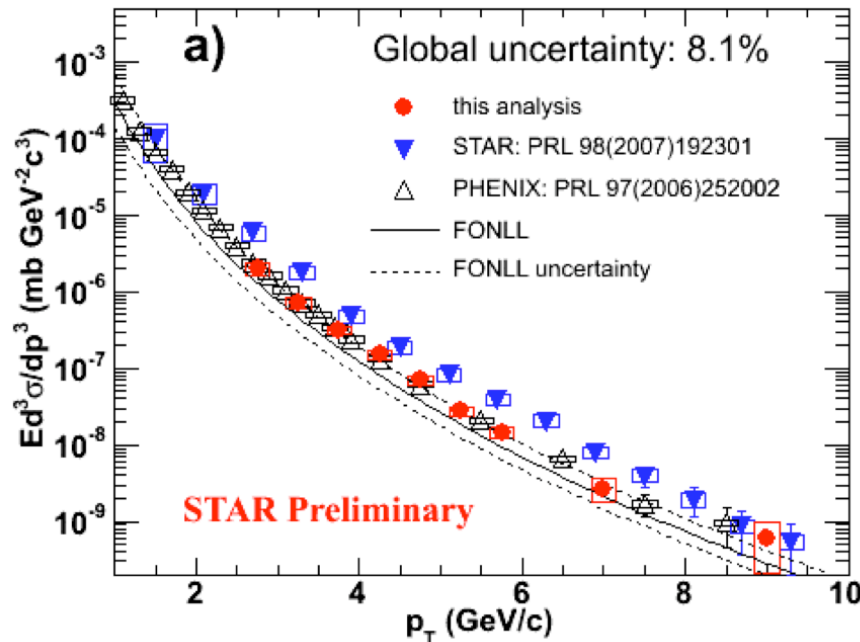 a)
Global uncertainty: 8.1%
this analysis
STAR: PRL 98(2007)192301
PHENIX: PRL 97(2006)252002
FONLL
FONLL uncertainty
STAR Preliminary
Ed³σ/dp³ (mb GeV⁻²c³)
10⁻³
10⁻⁴
10⁻⁵
10⁻⁶
10⁻⁷
10⁻⁸
10⁻⁹
2 4 6 8 10
p_T (GeV/c)